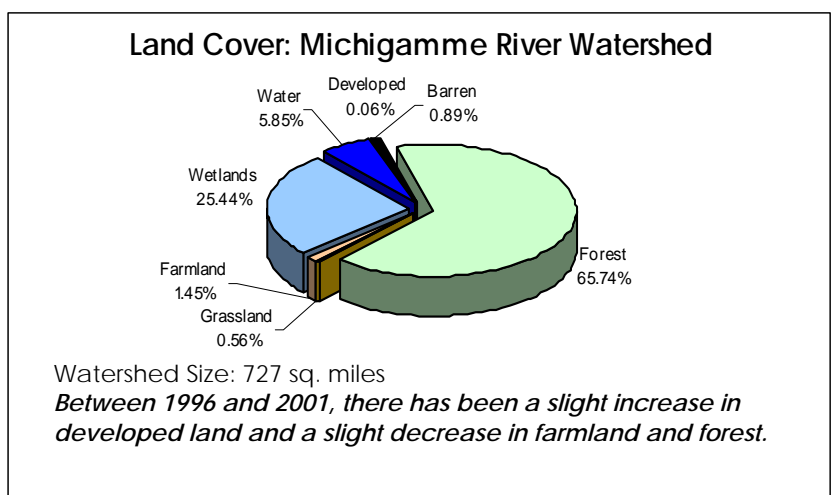 Land Cover: Michigamme River Watershed
Developed
0.06%
Barren
0.89%
Water
5.85%
Wetlands
25.44%
Forest
65.74%
Farmland
1.45%
Grassland
0.56%
Watershed Size: 727 sq. miles
Between 1996 and 2001, there has been a slight increase in
developed land and a slight decrease in farmland and forest.